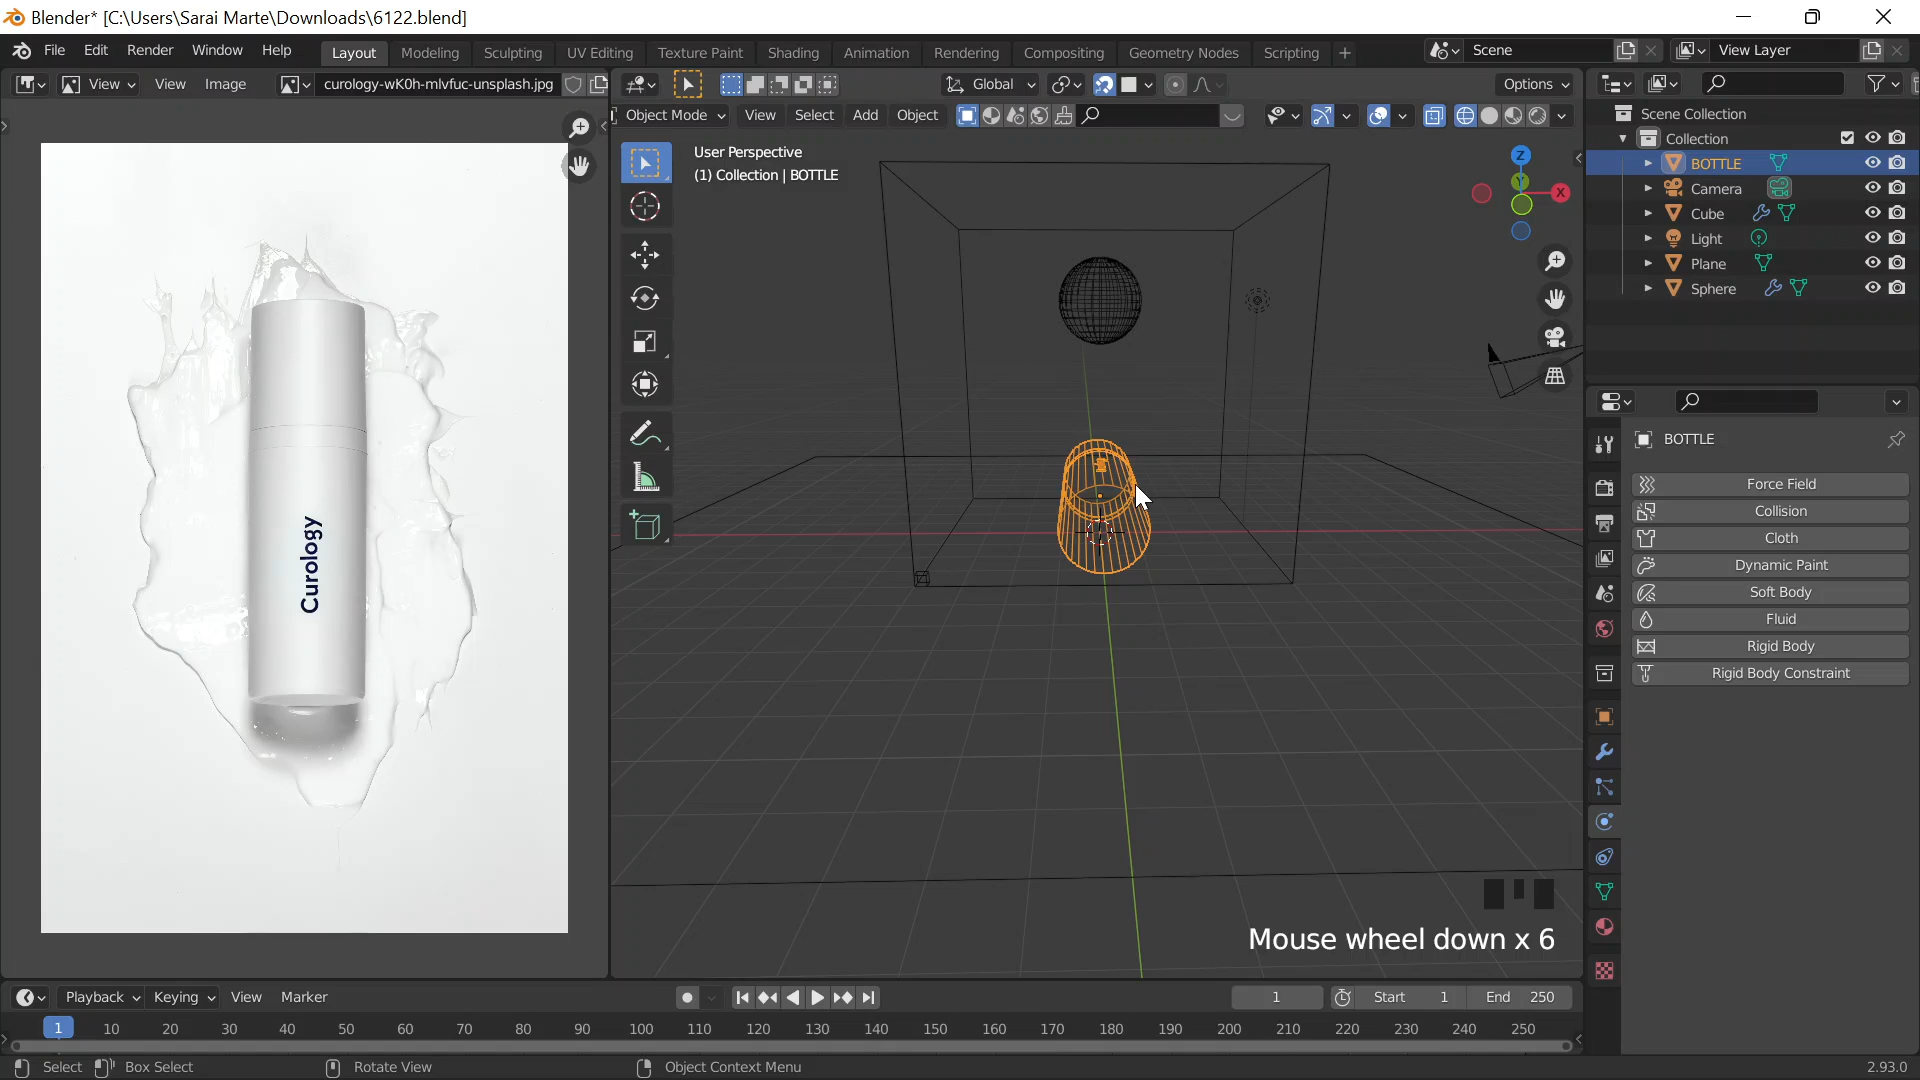 Blender* [C:\Users\Sarai Marte\Downloads\6122.blend]
File Edit Render Window Help Layout Modeling Sculpting UV Editing Texture Paint Shading Animation Rendering Compositing Geometry Nodes Scripting + Scene View Layer
View View Image curology-wK0h-mlvfuc-unsplash.jpg Global Options
Object Mode View Select Add Object
User Perspective
(1) Collection | BOTTLE
Z
Y
X
Curology
Mouse wheel down x 6
Scene Collection
Collection
BOTTLE
Camera
Cube
Light
Plane
Sphere
BOTTLE
Force Field
Collision
Cloth
Dynamic Paint
Soft Body
Fluid
Rigid Body
Rigid Body Constraint
Playback Keying View Marker 1 Start 1 End 250
1 10 20 30 40 50 60 70 80 90 100 110 120 130 140 150 160 170 180 190 200 210 220 230 240 250
Select Box Select Rotate View Object Context Menu 2.93.0